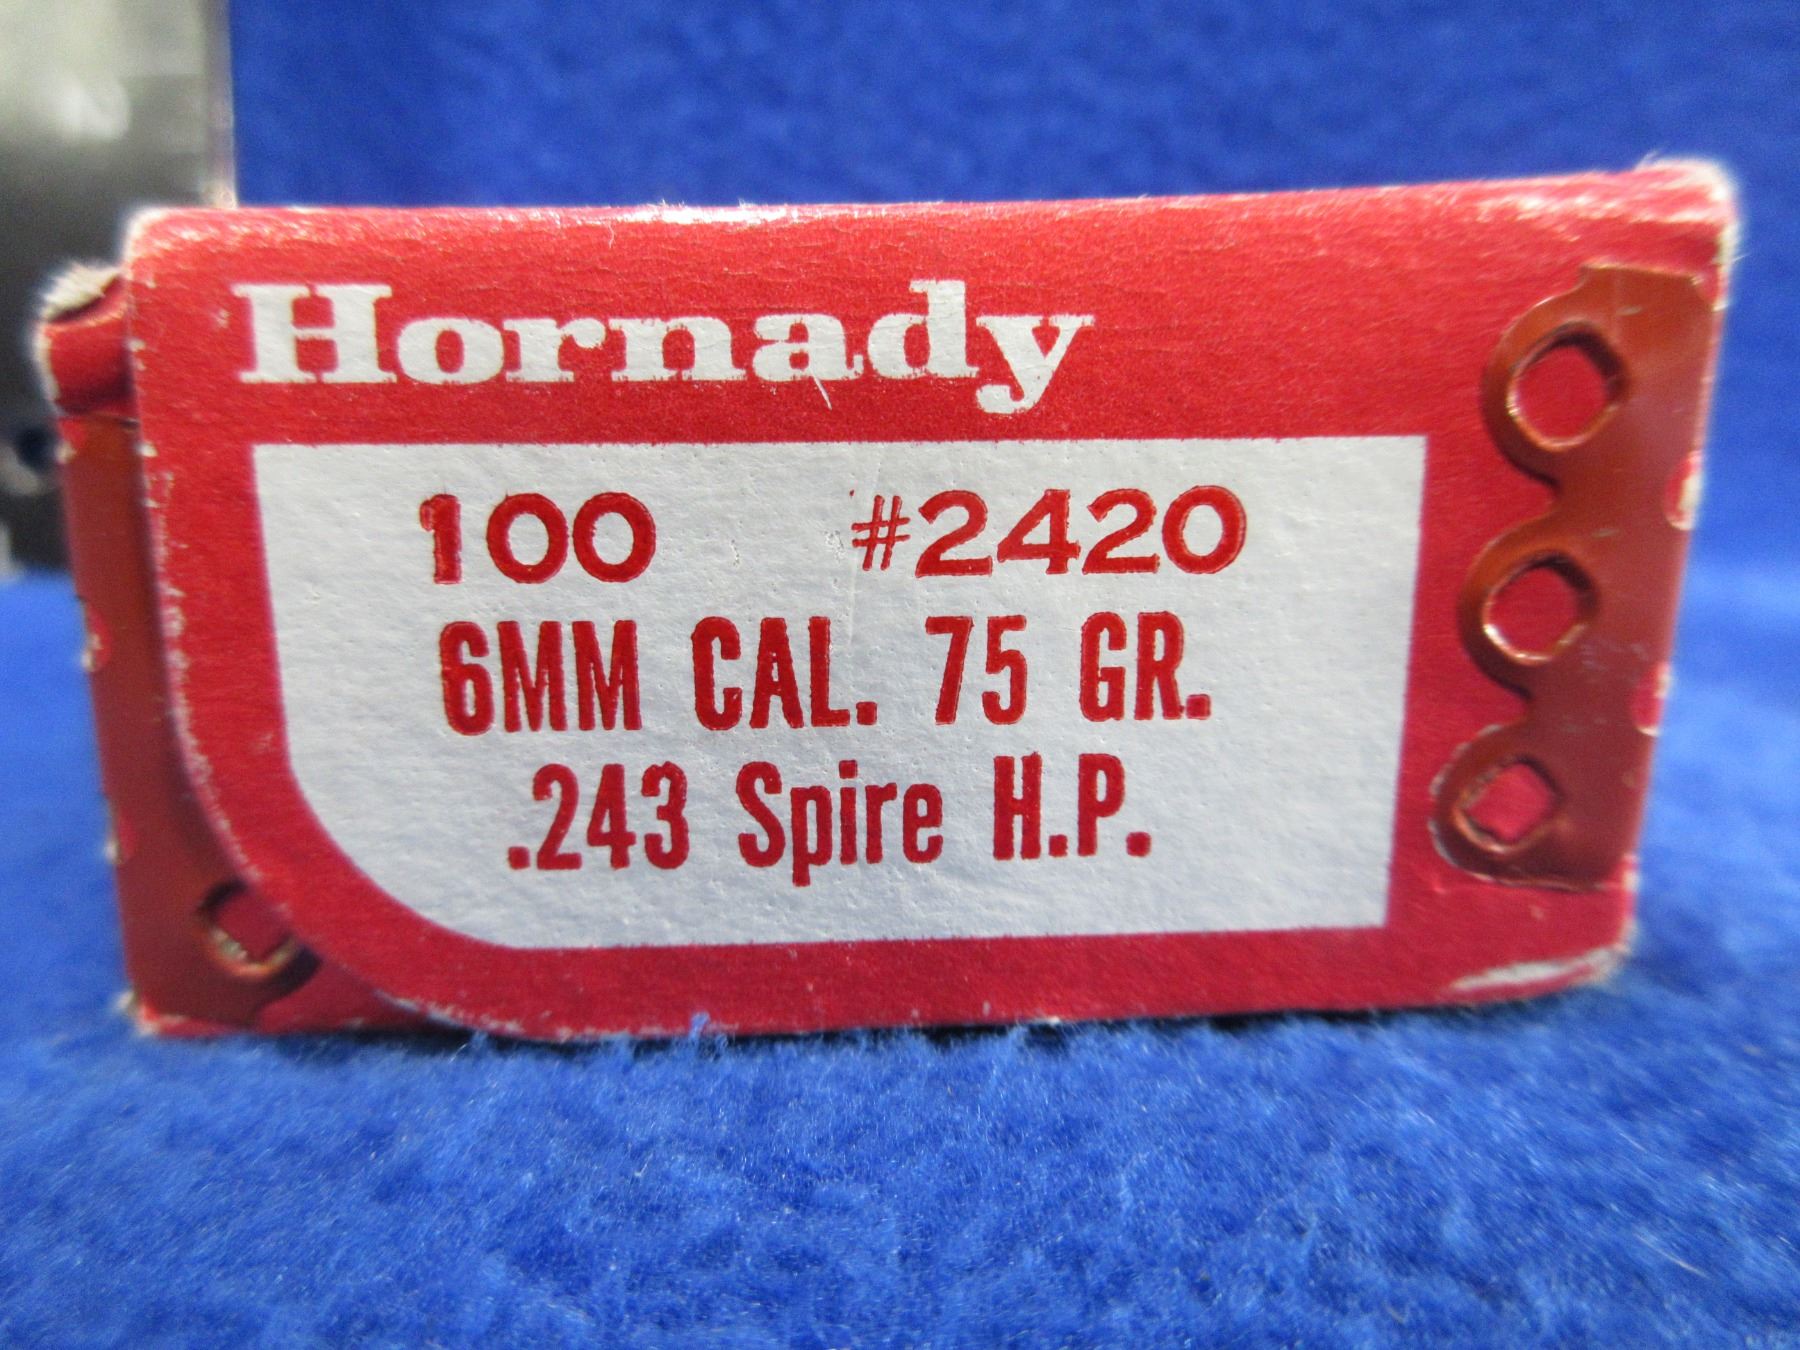 Hornady
100 #2420
6MM CAL. 75 GR.
.243 Spire H.P.